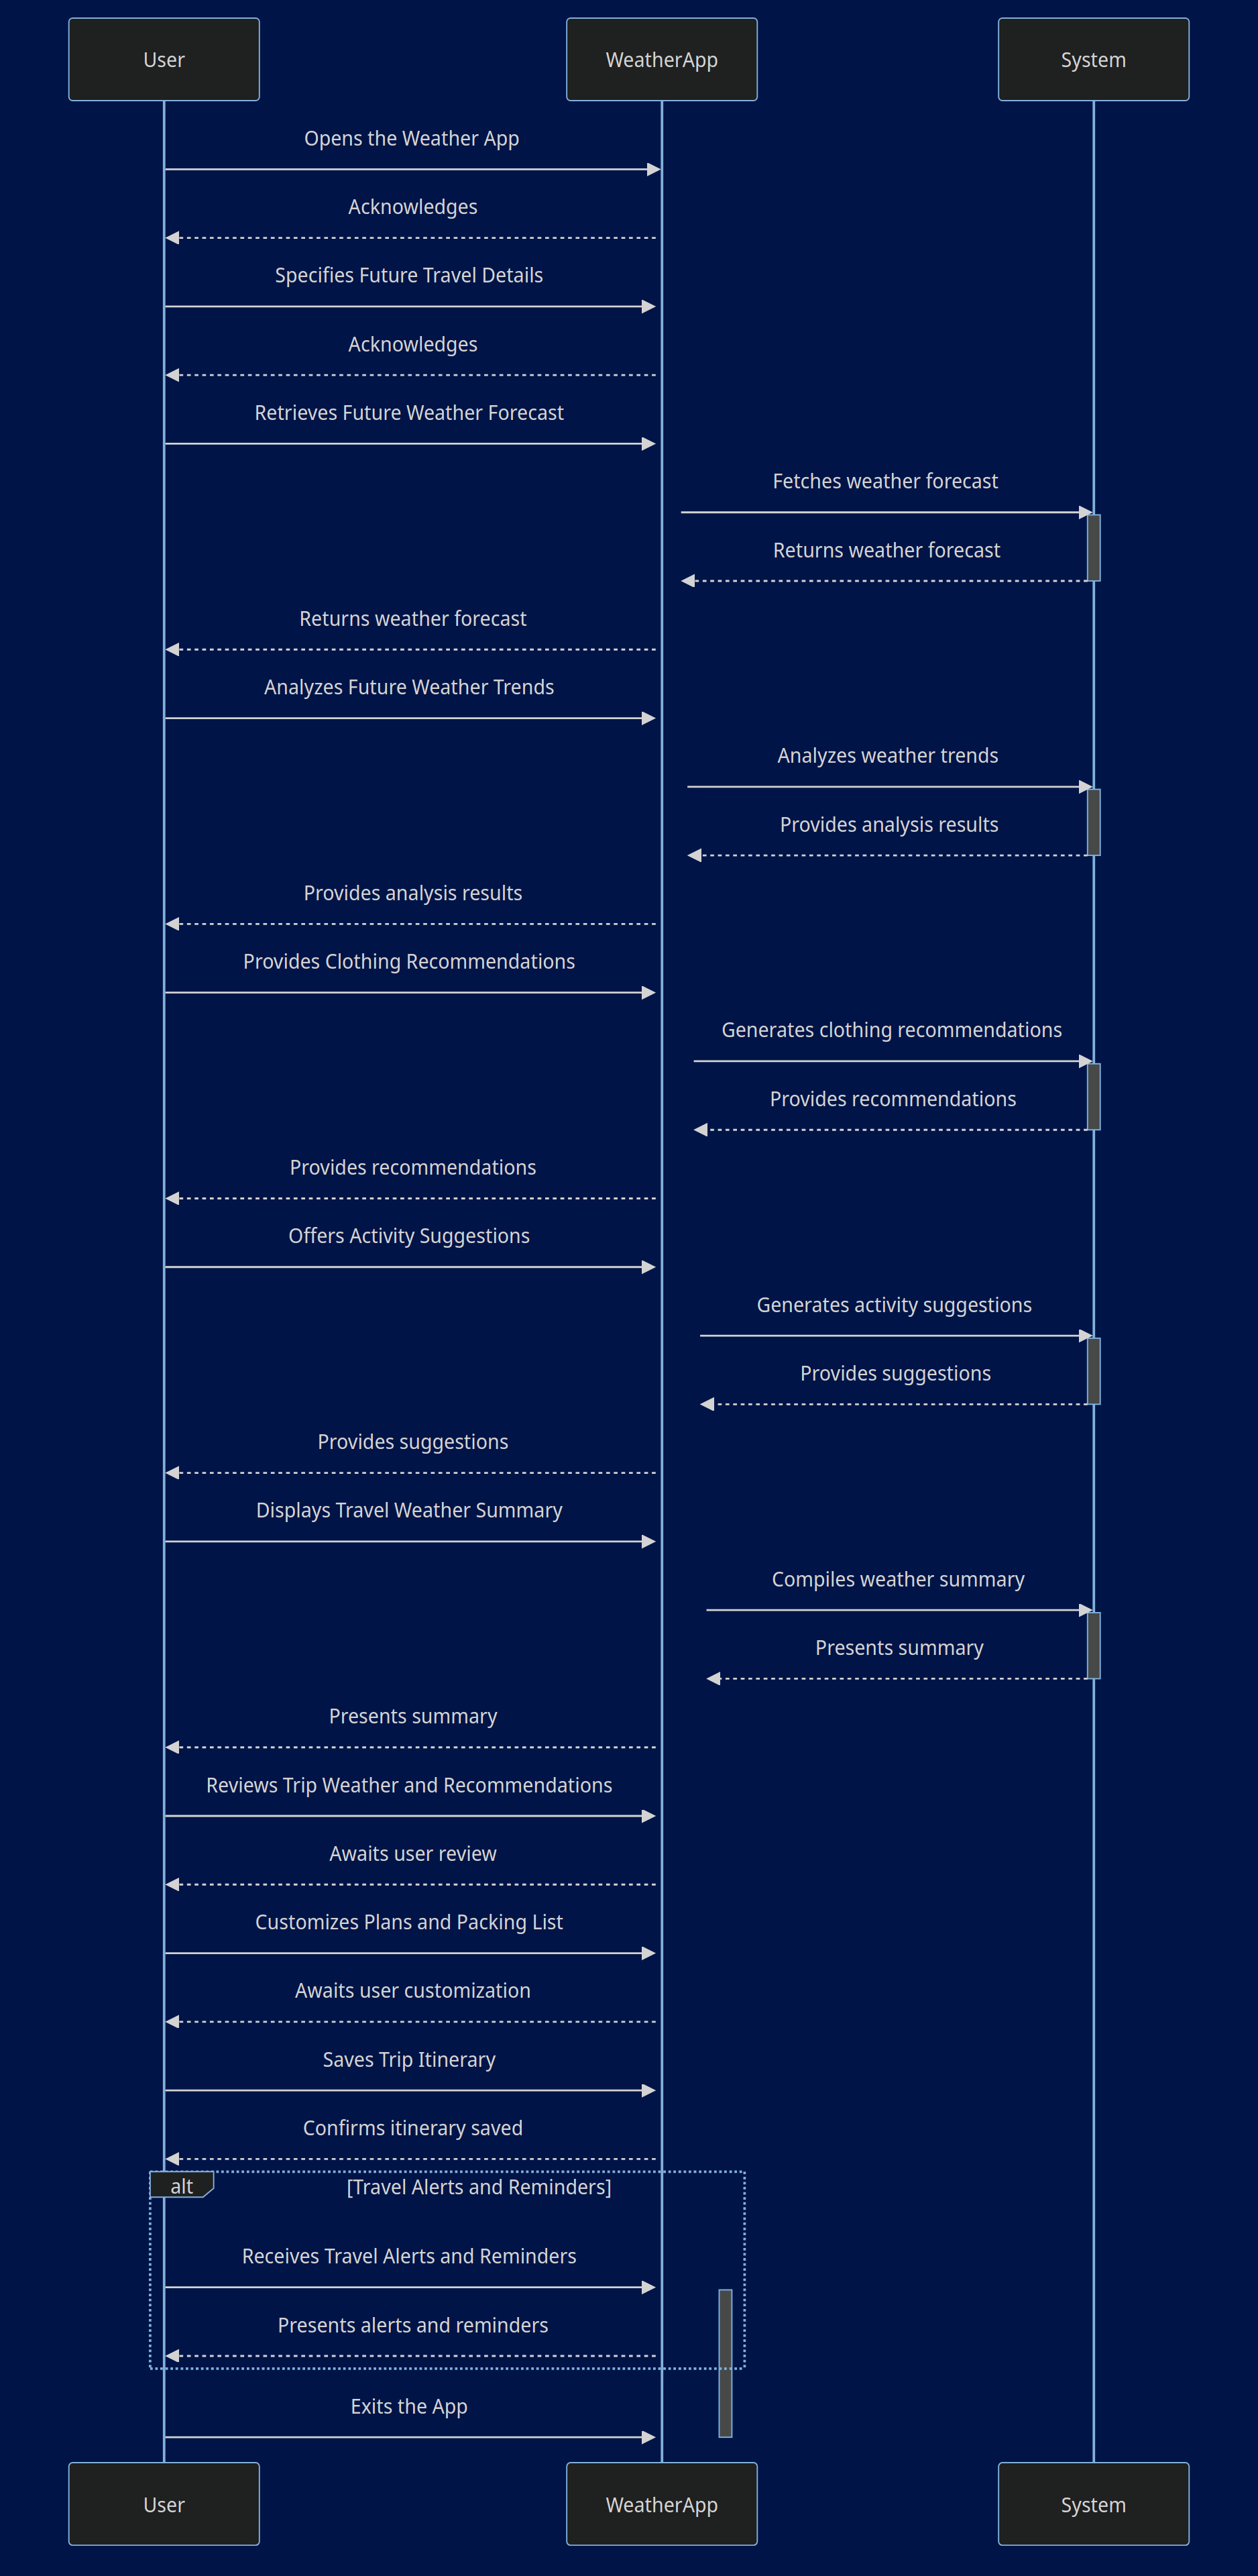 User
WeatherApp
System
Opens the Weather App
Acknowledges
Specifies Future Travel Details
Acknowledges
Retrieves Future Weather Forecast
Fetches weather forecast
Returns weather forecast
Returns weather forecast
Analyzes Future Weather Trends
Analyzes weather trends
Provides analysis results
Provides analysis results
Provides Clothing Recommendations
Generates clothing recommendations
Provides recommendations
Provides recommendations
Offers Activity Suggestions
Generates activity suggestions
Provides suggestions
Provides suggestions
Displays Travel Weather Summary
Compiles weather summary
Presents summary
Presents summary
Reviews Trip Weather and Recommendations
Awaits user review
Customizes Plans and Packing List
Awaits user customization
Saves Trip Itinerary
Confirms itinerary saved
alt
[Travel Alerts and Reminders]
Receives Travel Alerts and Reminders
Presents alerts and reminders
Exits the App
User
WeatherApp
System